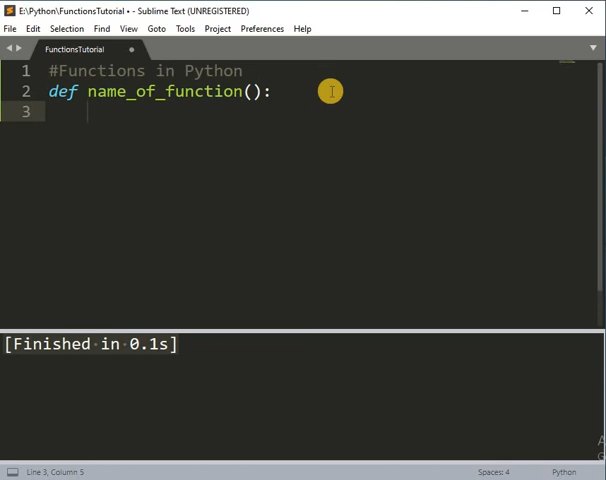 E:\Python\FunctionsTutorial • - Sublime Text (UNREGISTERED)
File Edit Selection Find View Goto Tools Project Preferences Help
FunctionsTutorial
1 #Functions in Python
2 def name_of_function():
3
[Finished in 0.1s]
Line 3, Column 5 Spaces: 4 Python